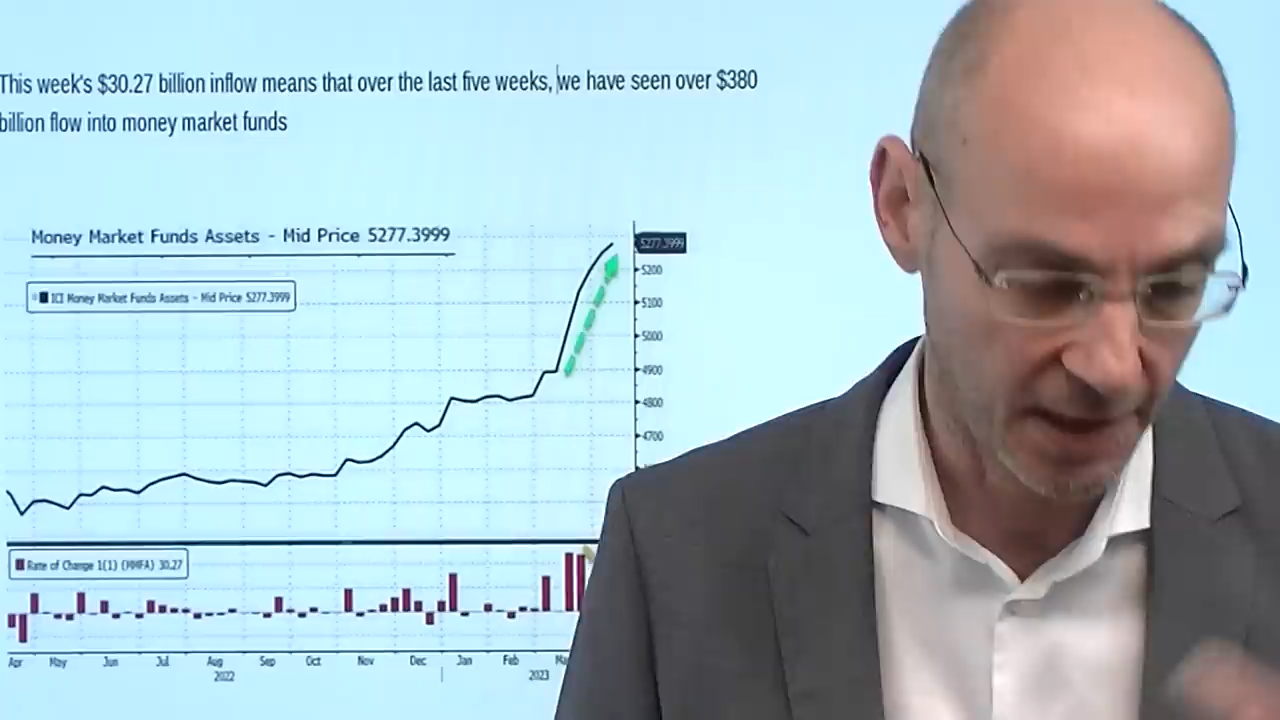 This week's $30.27 billion inflow means that over the last five weeks, we have seen over $380
billion flow into money market funds
Money Market Funds Assets - Mid Price 5277.3999
ICI Money Market Funds Assets - Mid Price 5277.3999
5277.3999
5200
5100
5000
4900
4800
4700
Rate of Change 1(1) (MMFA) 30.27
Apr May Jun Jul Aug Sep Oct Nov Dec Jan Feb
2022 2023